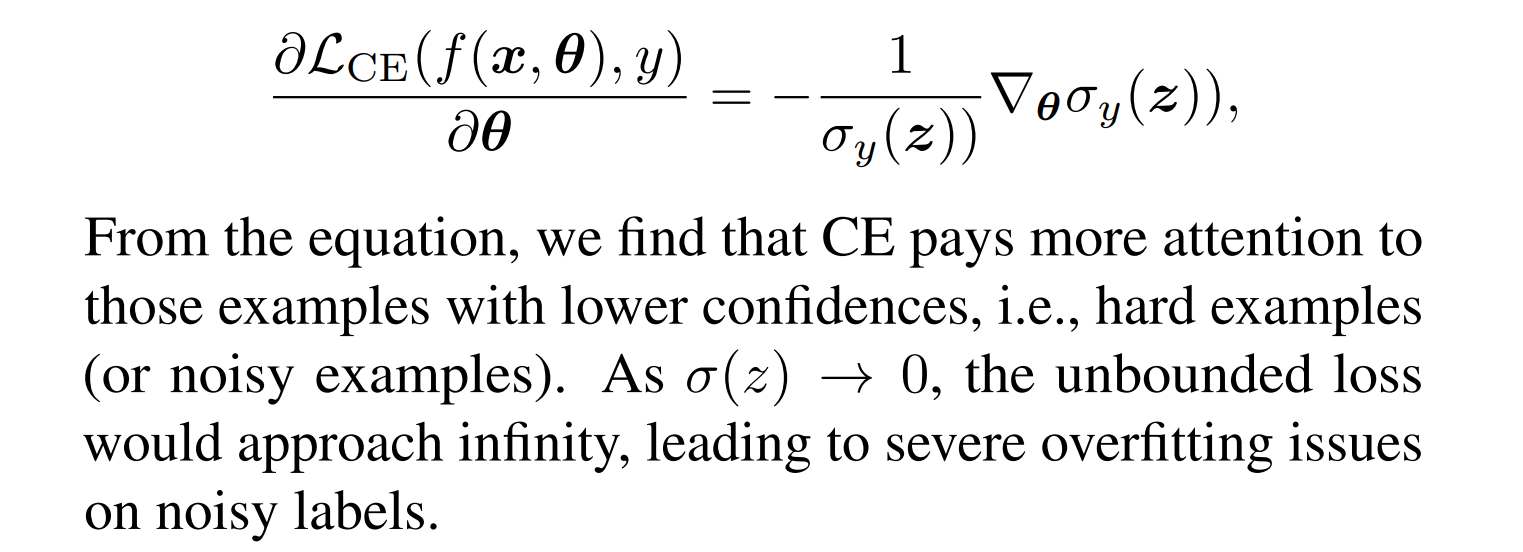 ∂ℒ_CE(f(𝒙, 𝜽), y) / ∂𝜽 = − 1 / σ_y(𝒛)) ∇_𝜽 σ_y(𝒛)),
From the equation, we find that CE pays more attention to
those examples with lower confidences, i.e., hard examples
(or noisy examples). As σ(z) → 0, the unbounded loss
would approach infinity, leading to severe overfitting issues
on noisy labels.